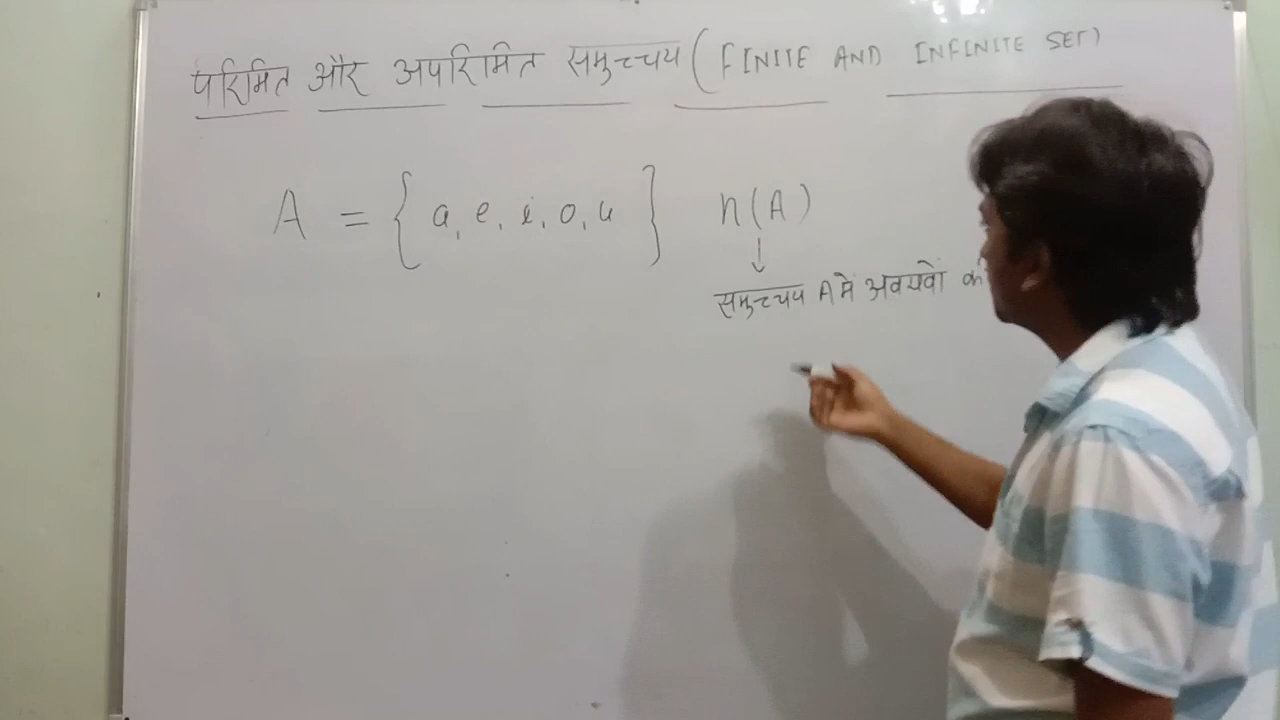 परिमित और अपरिमित समुच्चय (FINITE AND INFINITE SET)
A = { a, e, i, o, u } n(A)
↓
समुच्चय A में अवयवों